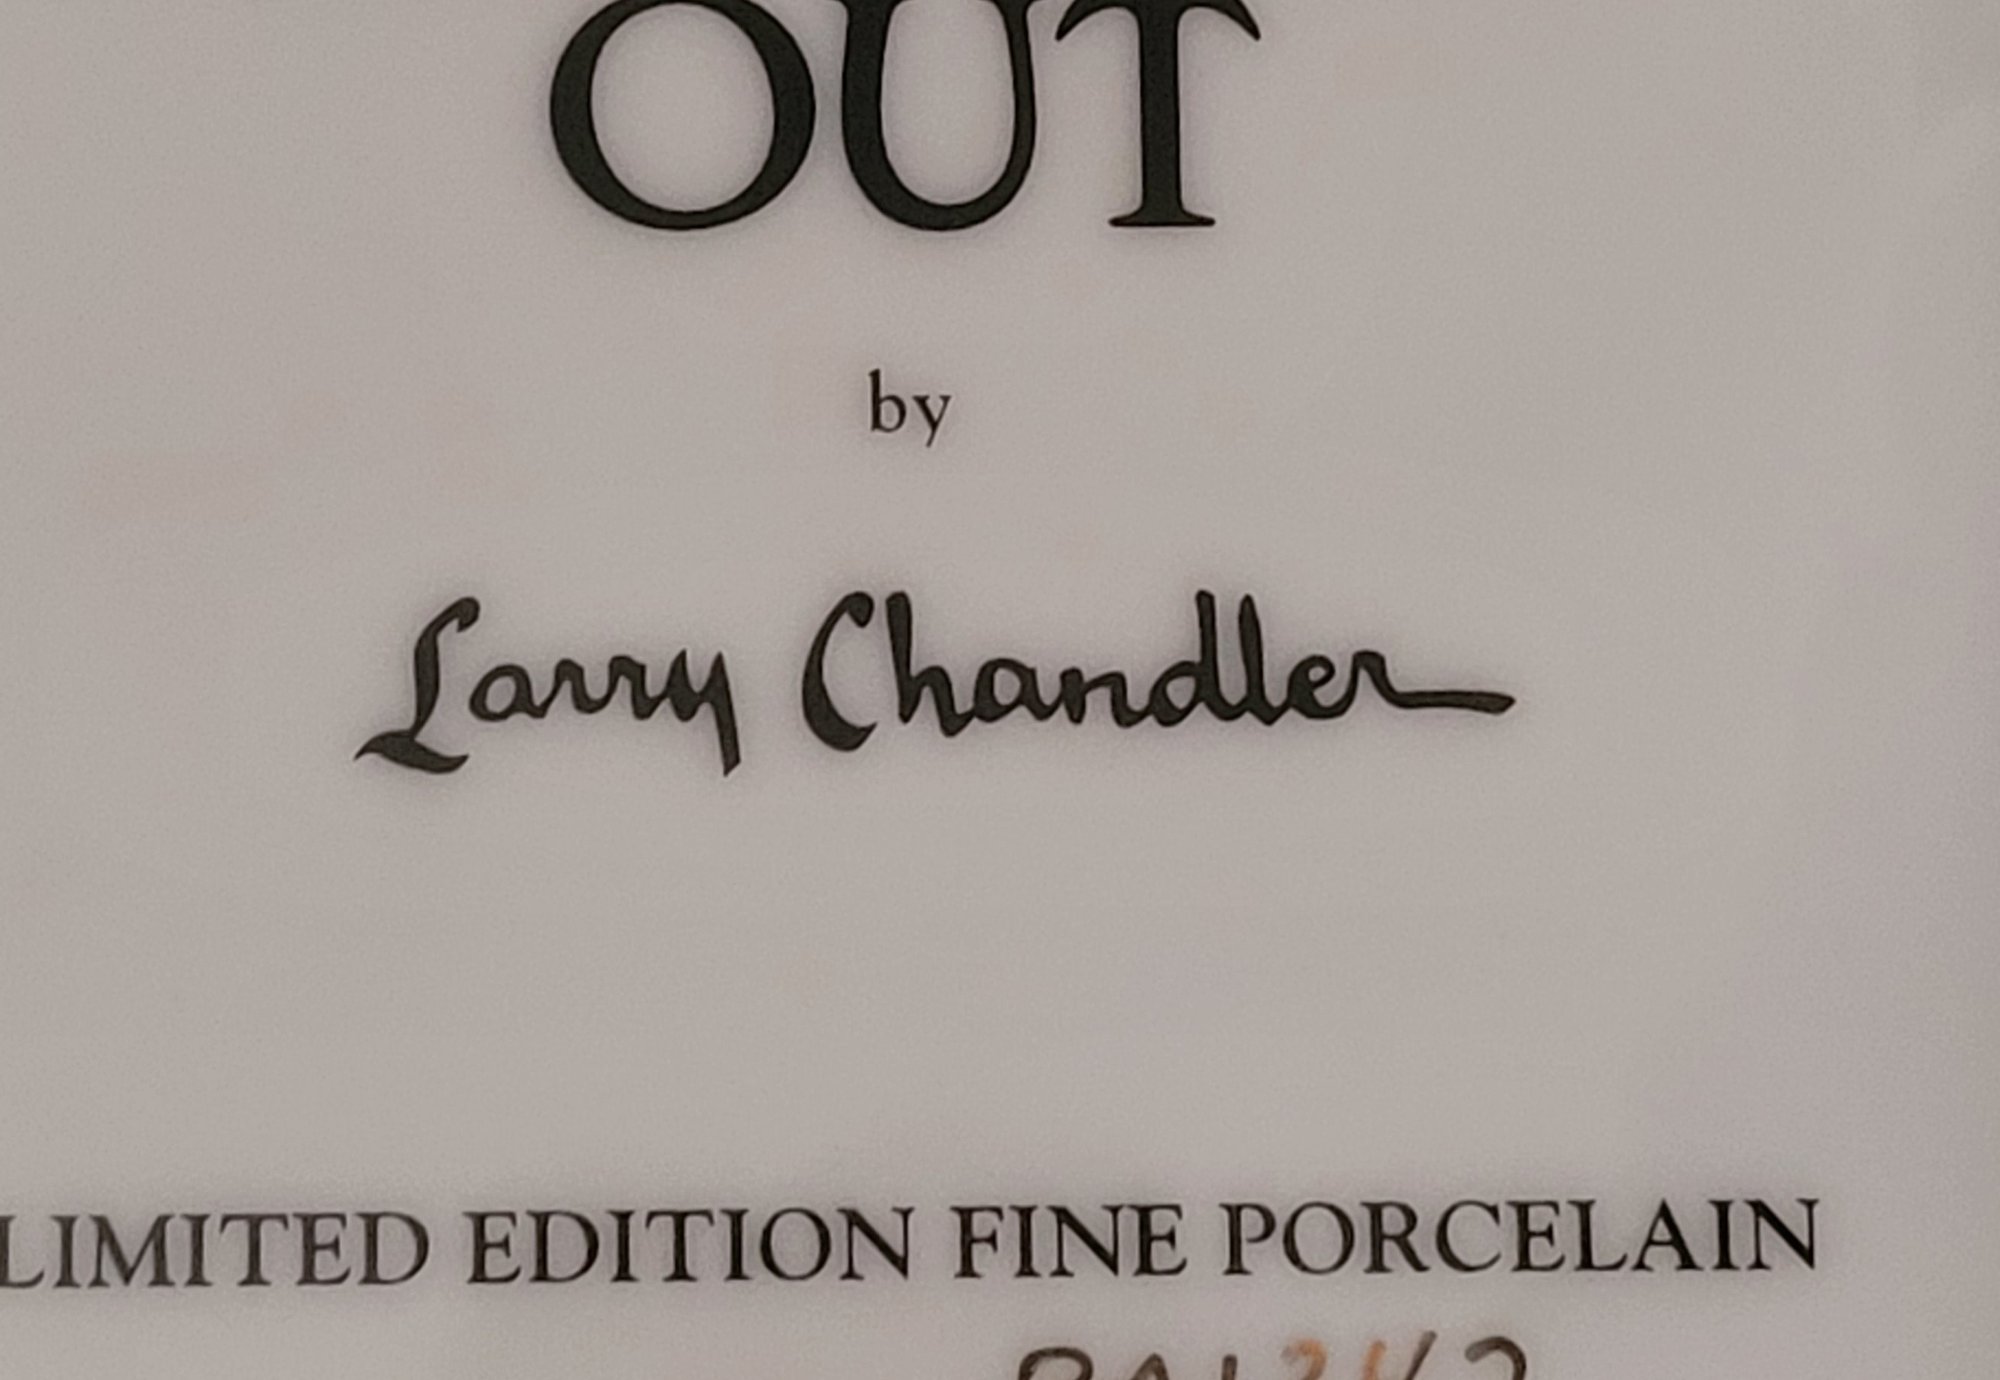 OUT
by
Larry Chandler
LIMITED EDITION FINE PORCELAIN